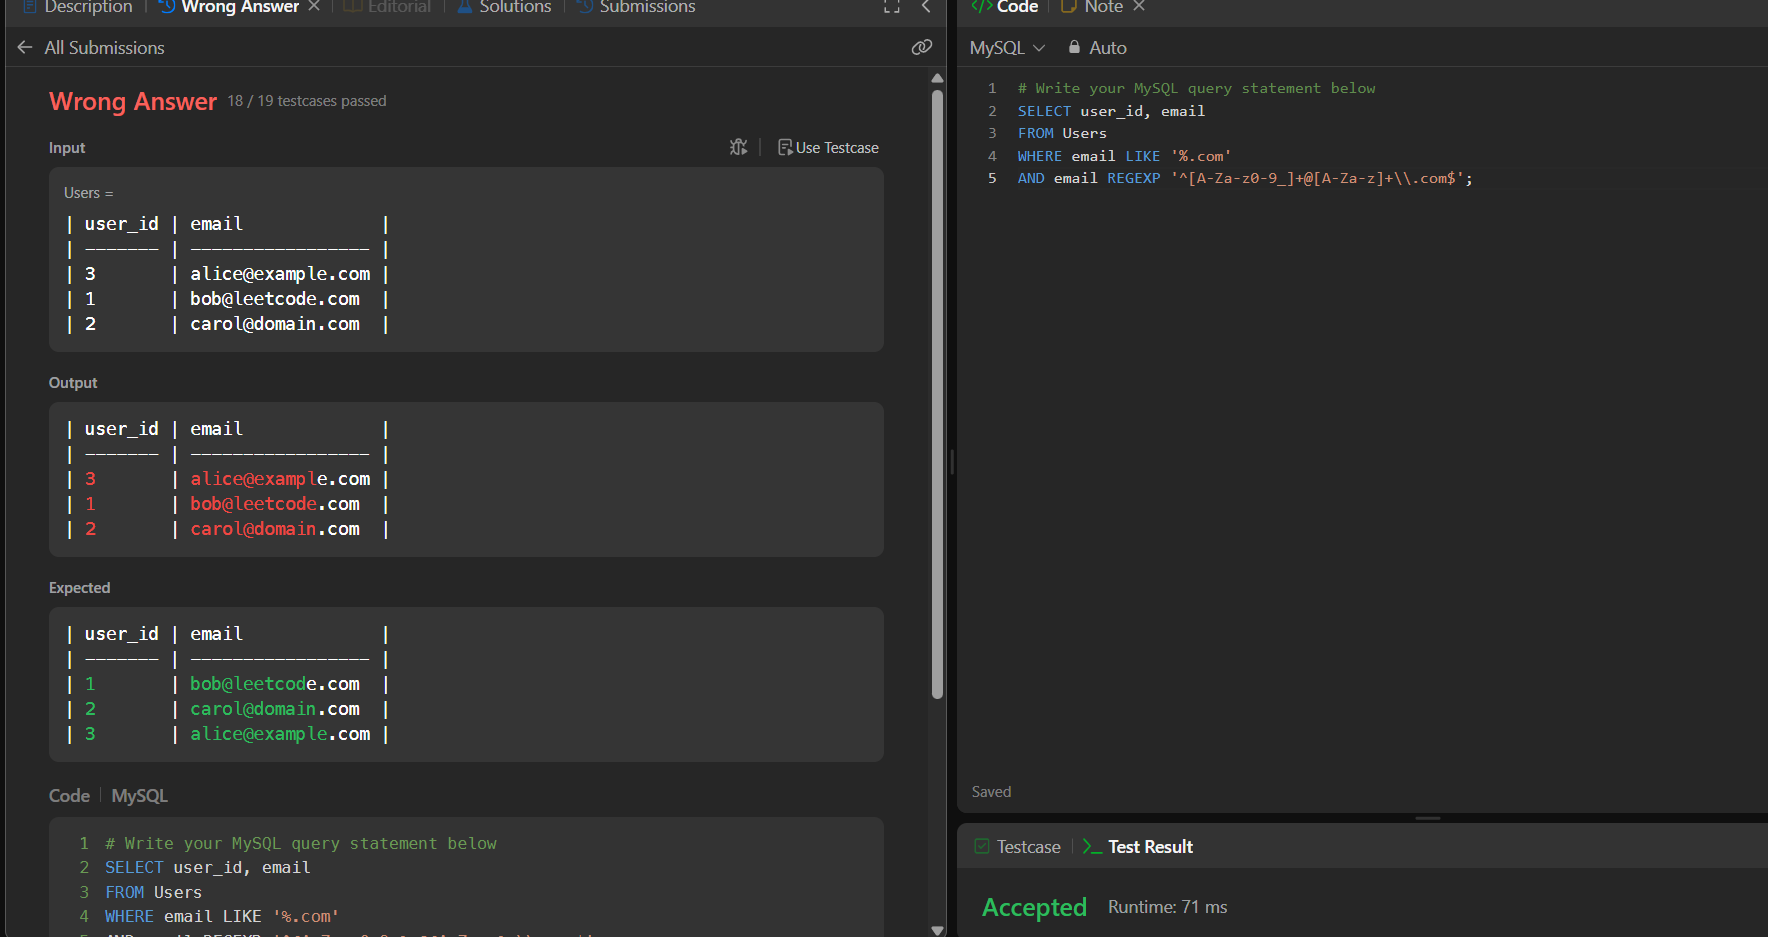 Description | Wrong Answer × | Editorial | Solutions | Submissions
All Submissions
Wrong Answer 18 / 19 testcases passed
Input
Use Testcase
Users =
| user_id | email             |
| ------- | ----------------- |
| 3       | alice@example.com |
| 1       | bob@leetcode.com  |
| 2       | carol@domain.com  |
Output
| user_id | email             |
| ------- | ----------------- |
| 3       | alice@example.com |
| 1       | bob@leetcode.com  |
| 2       | carol@domain.com  |
Expected
| user_id | email             |
| ------- | ----------------- |
| 1       | bob@leetcode.com  |
| 2       | carol@domain.com  |
| 3       | alice@example.com |
Code | MySQL
1 # Write your MySQL query statement below
2 SELECT user_id, email
3 FROM Users
4 WHERE email LIKE '%.com'
</> Code | Note ×
MySQL Auto
1 # Write your MySQL query statement below
2 SELECT user_id, email
3 FROM Users
4 WHERE email LIKE '%.com'
5 AND email REGEXP '^[A-Za-z0-9_]+@[A-Za-z]+\\.com$';
Saved
Testcase | >_ Test Result
Accepted Runtime: 71 ms